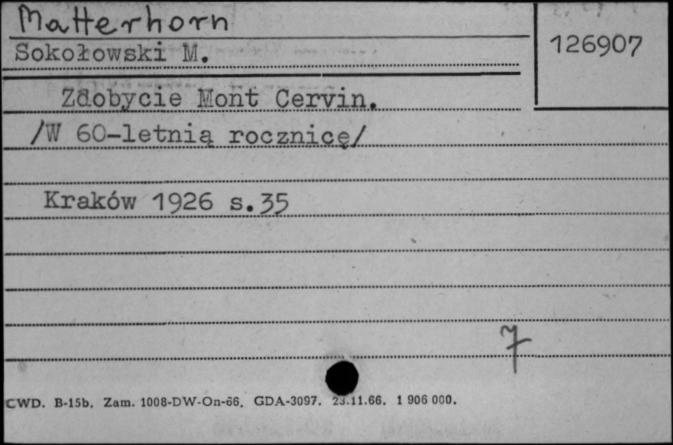 Matterhorn
126907
Sokołowski M.
Zdobycie Mont Cervin.
/W 60-letnią rocznicę/
Kraków 1926 s.35
7
CWD. B-15b. Zam. 1008-DW-On-66. GDA-3097. 23.11.66. 1 906 000.